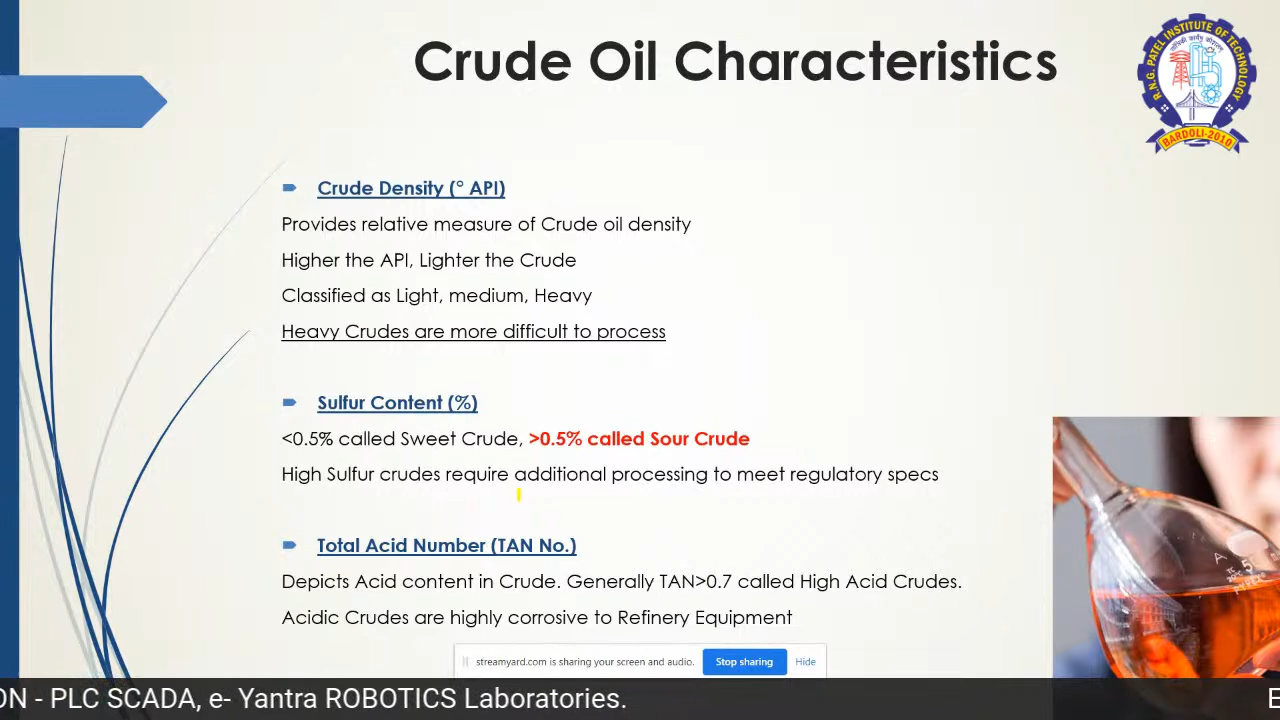 Crude Oil Characteristics
R.N.G. PATEL INSTITUTE OF TECHNOLOGY
BARDOLI-2010
Crude Density (° API)
Provides relative measure of Crude oil density
Higher the API, Lighter the Crude
Classified as Light, medium, Heavy
Heavy Crudes are more difficult to process
Sulfur Content (%)
<0.5% called Sweet Crude, >0.5% called Sour Crude
High Sulfur crudes require additional processing to meet regulatory specs
Total Acid Number (TAN No.)
Depicts Acid content in Crude. Generally TAN>0.7 called High Acid Crudes.
Acidic Crudes are highly corrosive to Refinery Equipment
streamyard.com is sharing your screen and audio. Stop sharing Hide
ON - PLC SCADA, e- Yantra ROBOTICS Laboratories.